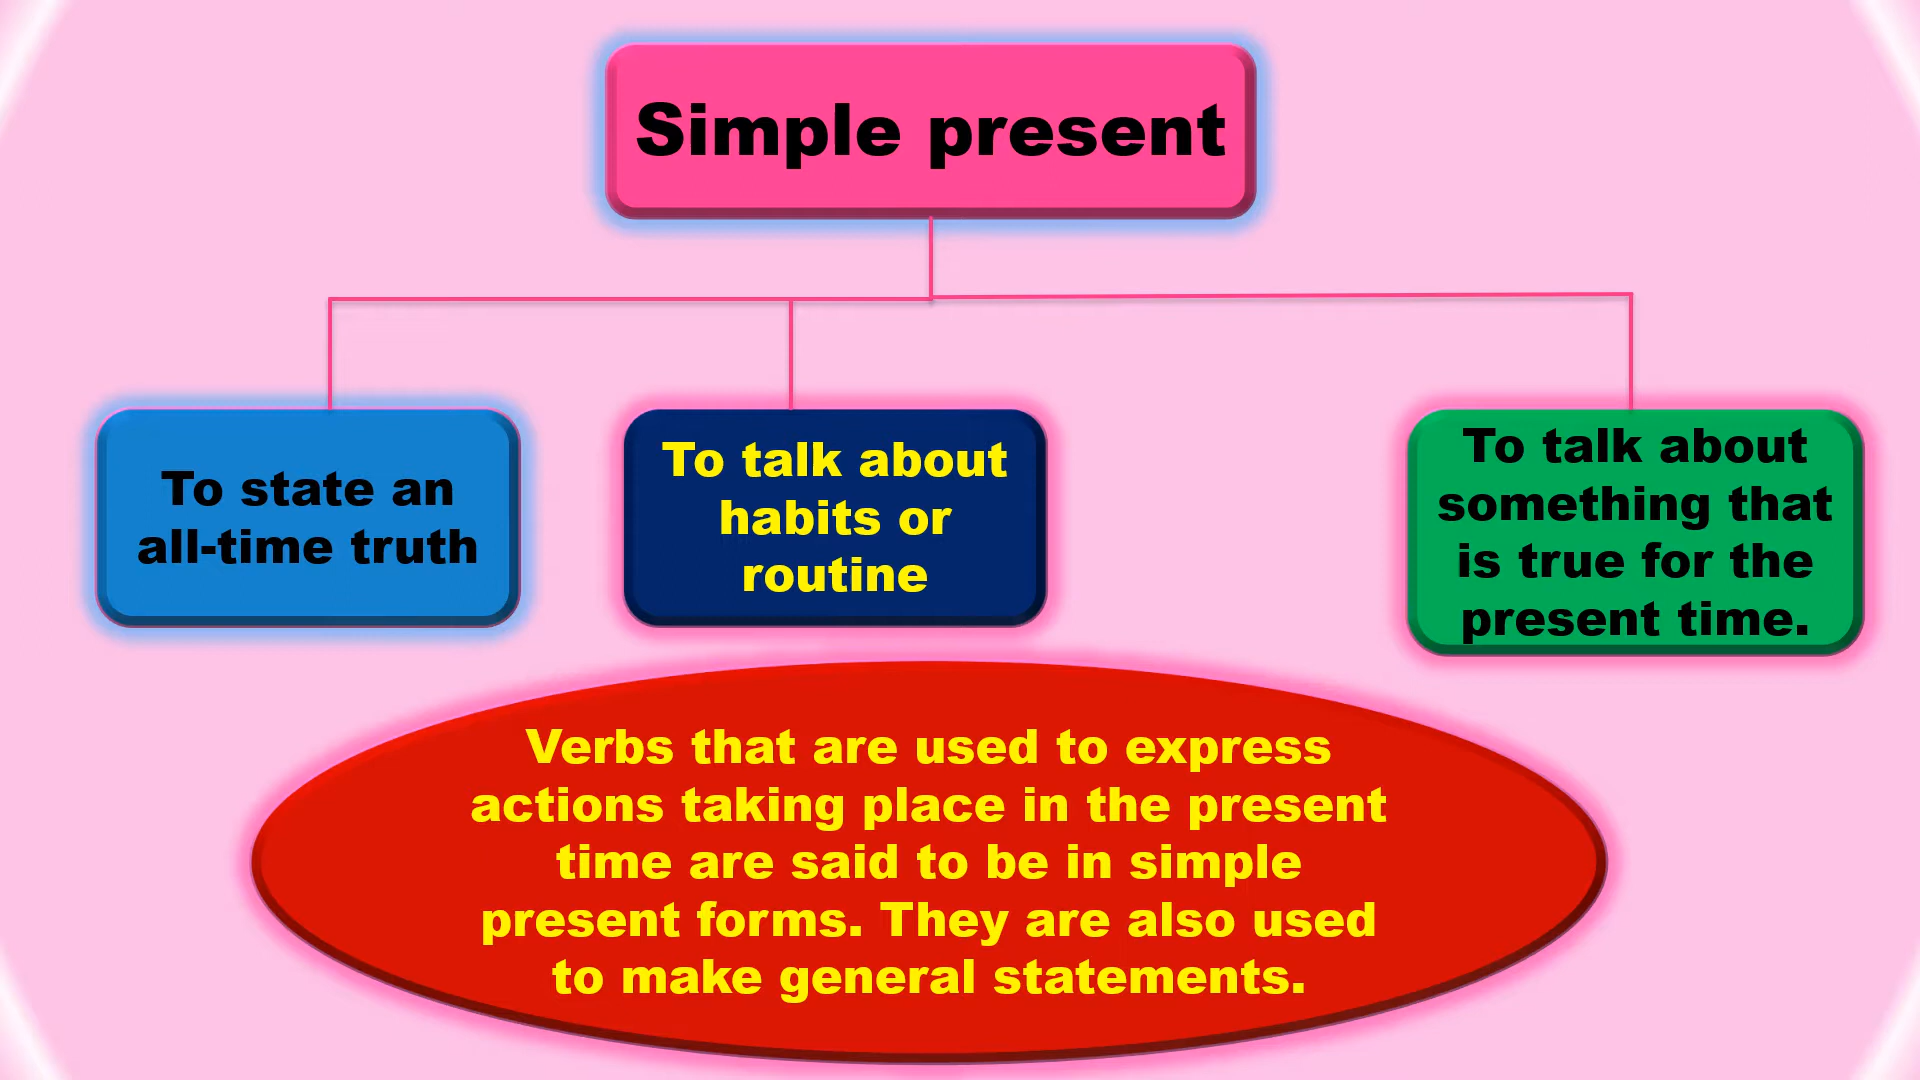 Simple present
To state an
all-time truth
To talk about
habits or
routine
To talk about
something that
is true for the
present time.
Verbs that are used to express
actions taking place in the present
time are said to be in simple
present forms. They are also used
to make general statements.